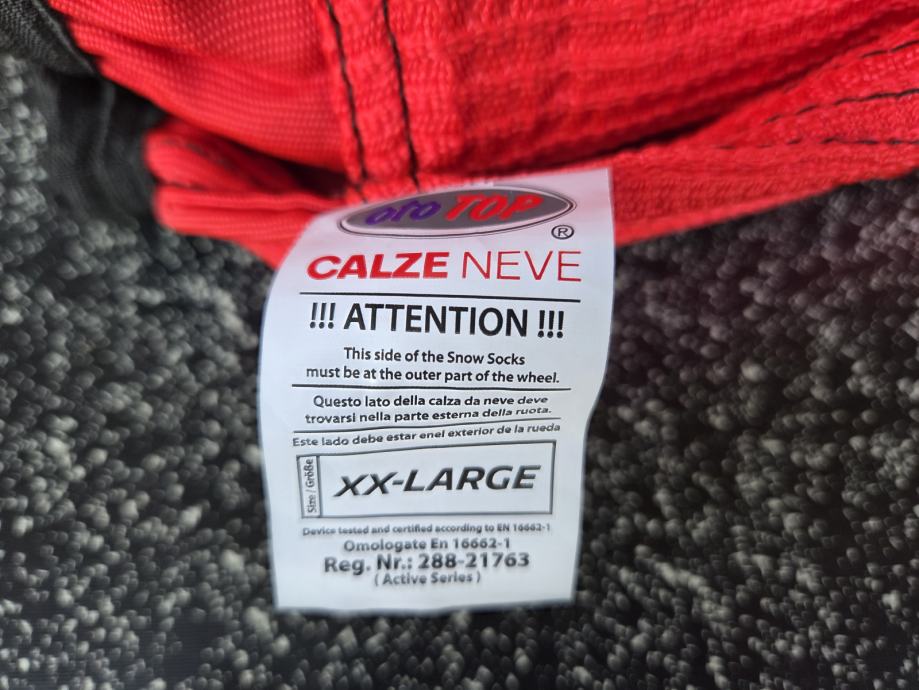 oto TOP
®
CALZE NEVE
!!! ATTENTION !!!
This side of the Snow Socks
must be at the outer part of the wheel.
Questo lato della calza da neve deve
trovarsi nella parte esterna della ruota.
Este lado debe estar enel exterior de la rueda
Size / Größe
XX-LARGE
Device tested and certified according to EN 16662-1
Omologate En 16662-1
Reg. Nr.: 288-21763
( Active Series )